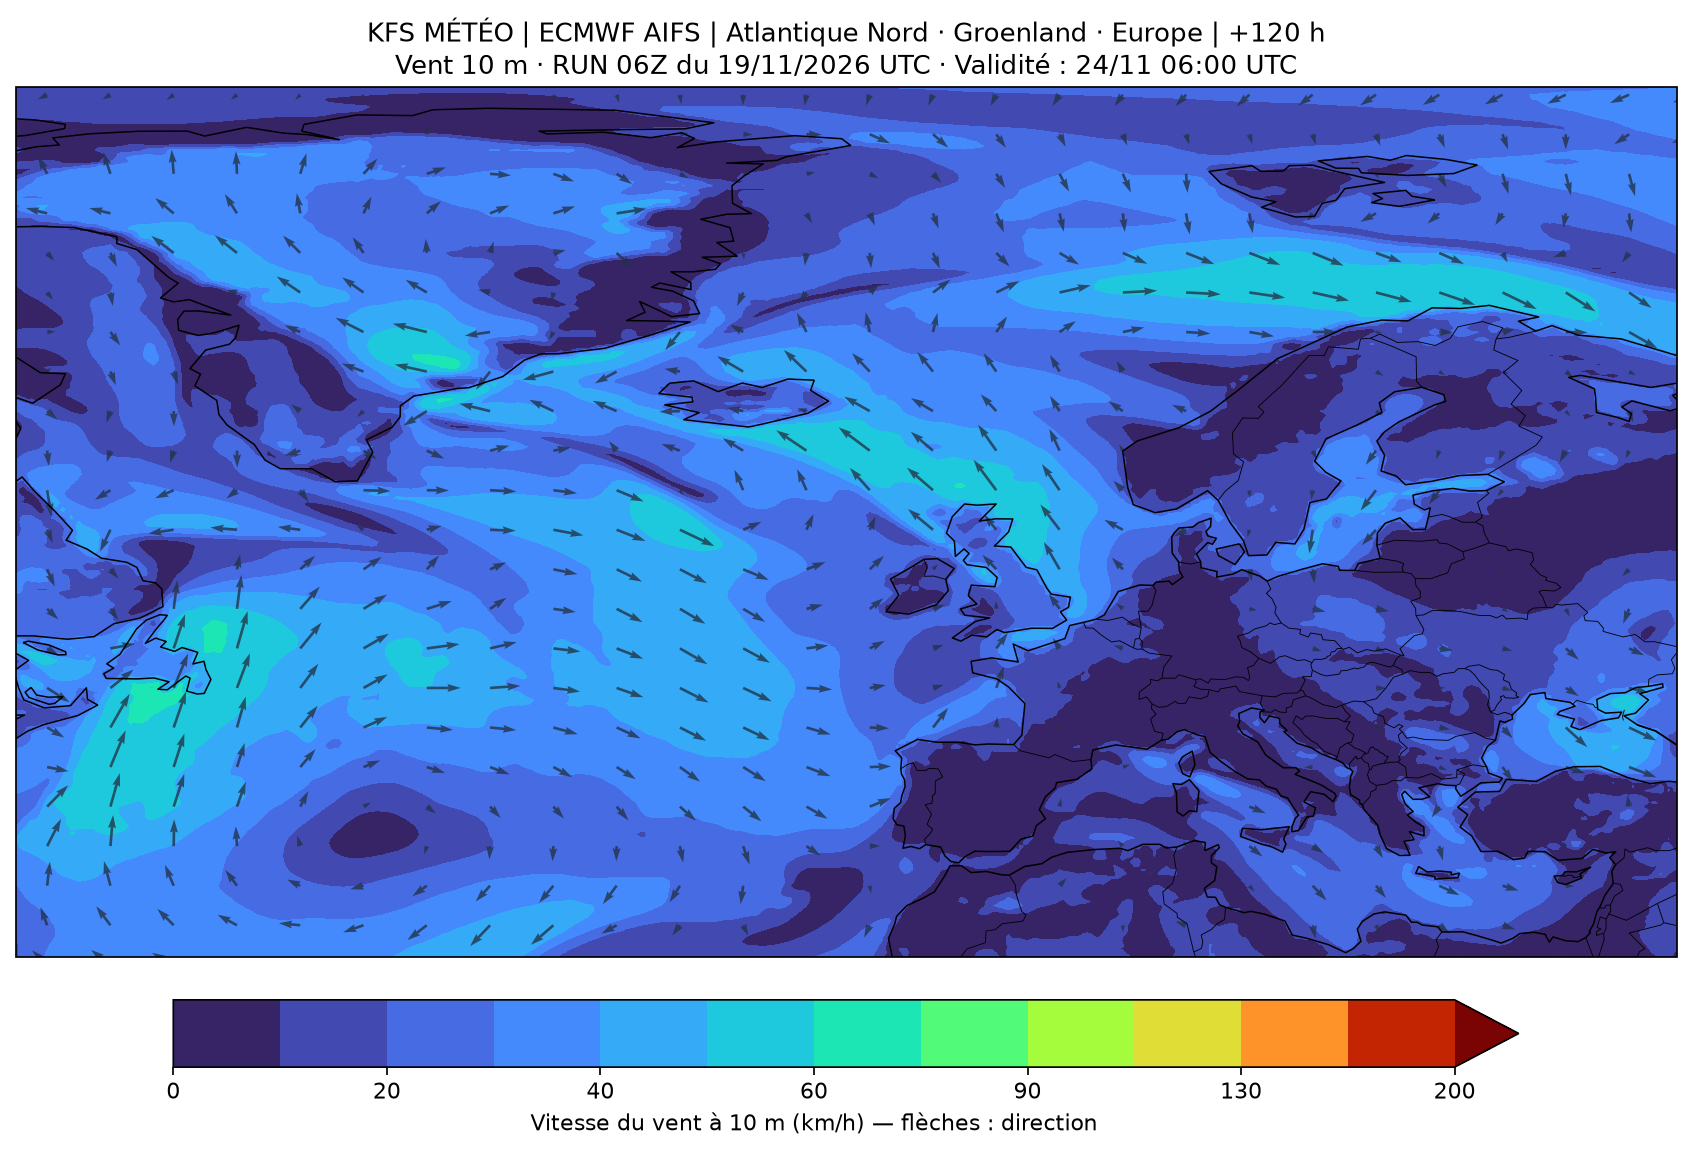 KFS MÉTÉO | ECMWF AIFS | Atlantique Nord · Groenland · Europe | +120 h
Vent 10 m · RUN 06Z du 19/11/2026 UTC · Validité : 24/11 06:00 UTC
0 20 40 60 90 130 200
Vitesse du vent à 10 m (km/h) — flèches : direction